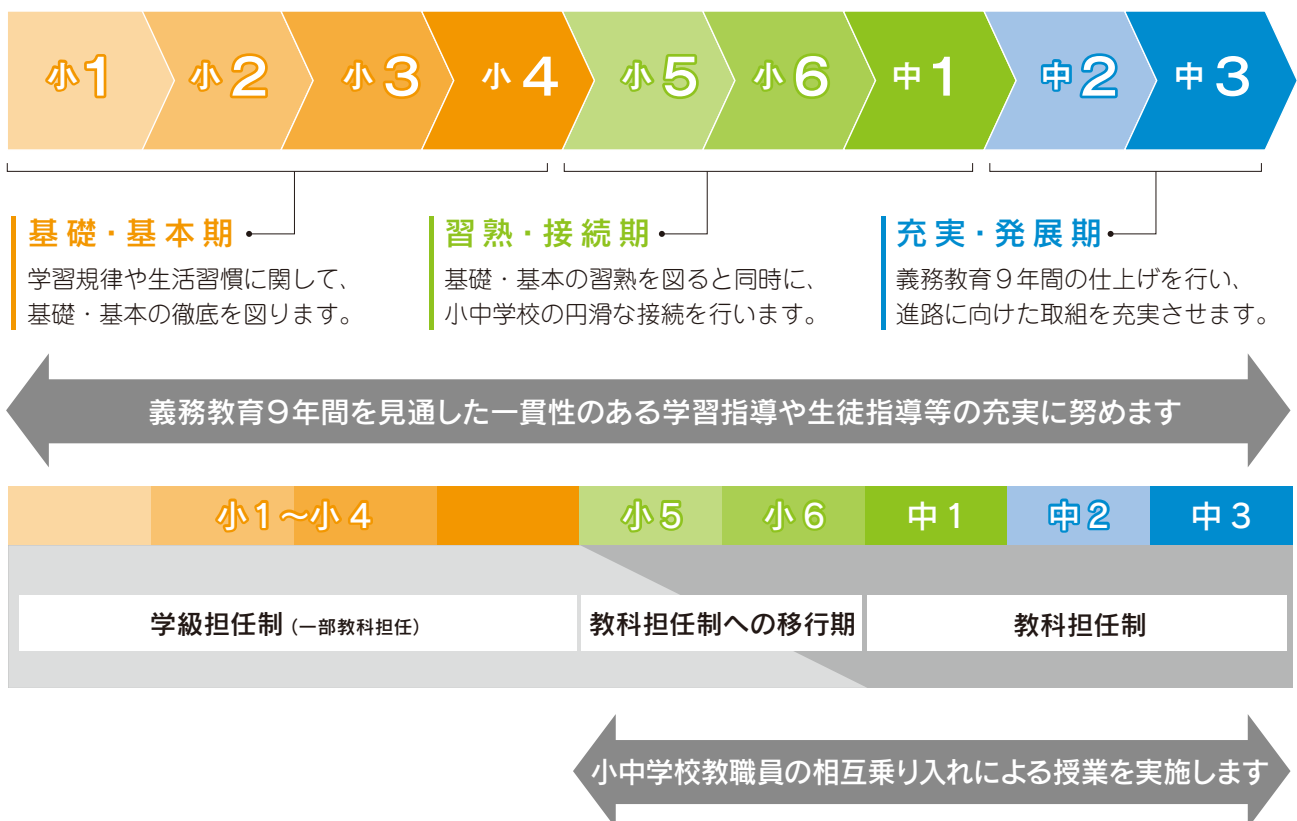 小1 小2 小3 小4 小5 小6 中1 中2 中3
基礎・基本期
学習規律や生活習慣に関して、
基礎・基本の徹底を図ります。
習熟・接続期
基礎・基本の習熟を図ると同時に、
小中学校の円滑な接続を行います。
充実・発展期
義務教育9年間の仕上げを行い、
進路に向けた取組を充実させます。
義務教育9年間を見通した一貫性のある学習指導や生徒指導等の充実に努めます
小1～小4 小5 小6 中1 中2 中3
学級担任制（一部教科担任） 教科担任制への移行期 教科担任制
小中学校教職員の相互乗り入れによる授業を実施します